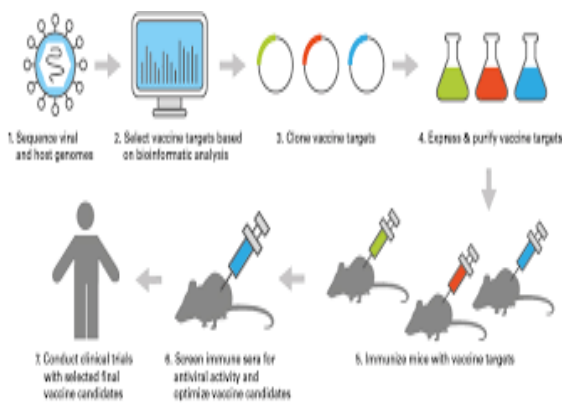 1. Sequence viral
and host genomes
2. Select vaccine targets based
on bioinformatic analysis
3. Clone vaccine targets
4. Express & purify vaccine targets
5. Immunize mice with vaccine targets
6. Screen immune sera for
antiviral activity and
optimize vaccine candidates
7. Conduct clinical trials
with selected final
vaccine candidates